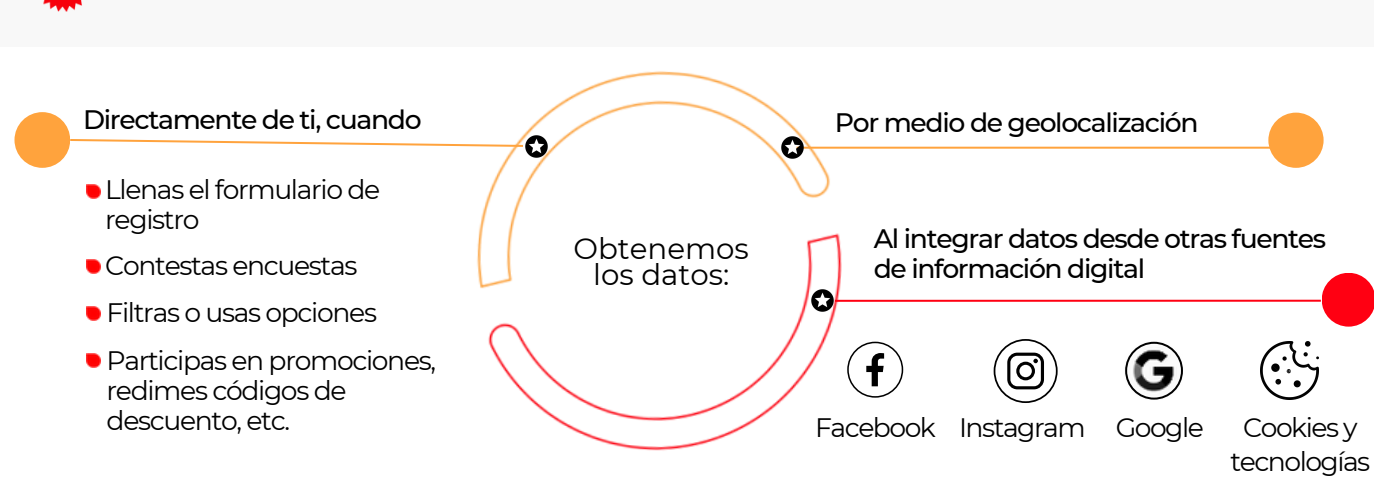 Directamente de ti, cuando
Llenas el formulario de
registro
Contestas encuestas
Filtras o usas opciones
Participas en promociones,
redimes códigos de
descuento, etc.
Obtenemos
los datos:
Por medio de geolocalización
Al integrar datos desde otras fuentes
de información digital
Facebook
Instagram
Google
Cookies y
tecnologías